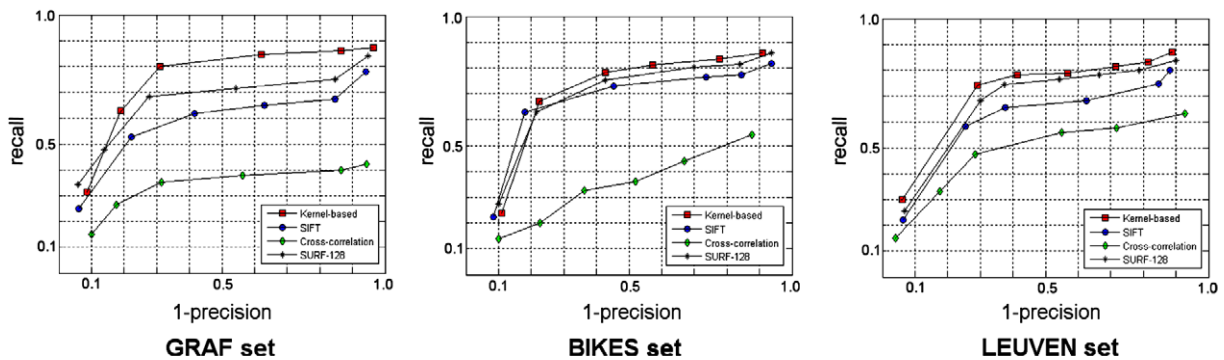 1.0
recall
0.5
0.1
Kernel-based
SIFT
Cross-correlation
SURF-128
0.1
0.5
1.0
1-precision
GRAF set
1.0
recall
0.5
0.1
Kernel-based
SIFT
Cross-correlation
SURF-128
0.1
0.5
1.0
1-precision
BIKES set
1.0
recall
0.5
0.1
Kernel-based
SIFT
Cross-correlation
SURF-128
0.1
0.5
1.0
1-precision
LEUVEN set